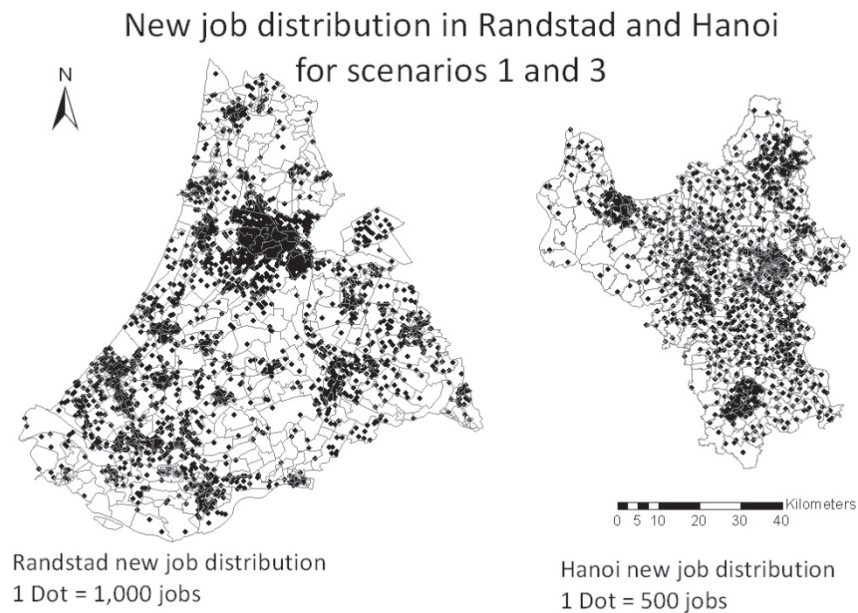 New job distribution in Randstad and Hanoi
for scenarios 1 and 3
N
Kilometers
0 5 10 20 30 40
Randstad new job distribution
1 Dot = 1,000 jobs
Hanoi new job distribution
1 Dot = 500 jobs